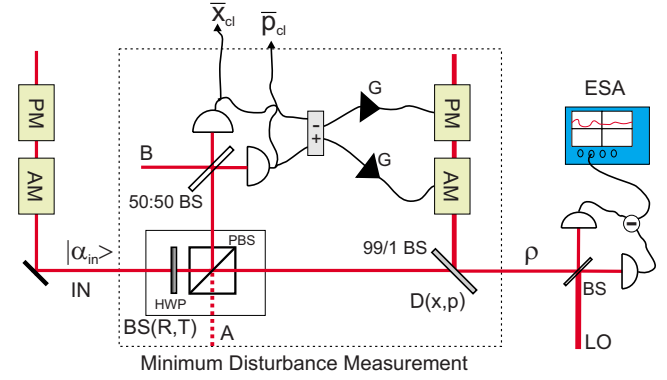 x̅cl
p̅cl
PM
AM
|αin>
IN
B
50:50 BS
-
+
G
G
PM
AM
PBS
HWP
BS(R,T)
A
99/1 BS
D(x,p)
ρ
ESA
-
BS
LO
Minimum Disturbance Measurement